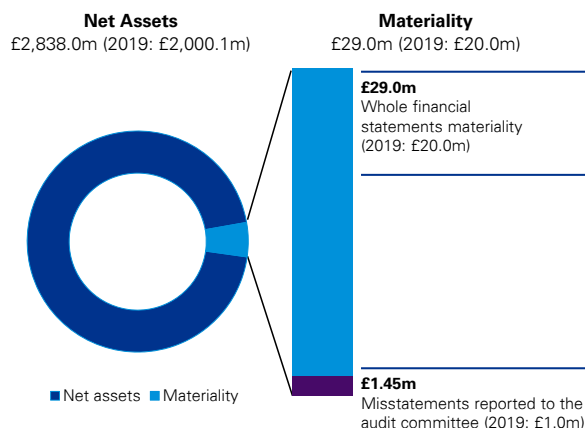 Net Assets
£2,838.0m (2019: £2,000.1m)
Materiality
£29.0m (2019: £20.0m)
£29.0m
Whole financial
statements materiality
(2019: £20.0m)
£1.45m
Misstatements reported to the
audit committee (2019: £1.0m)
Net assets
Materiality